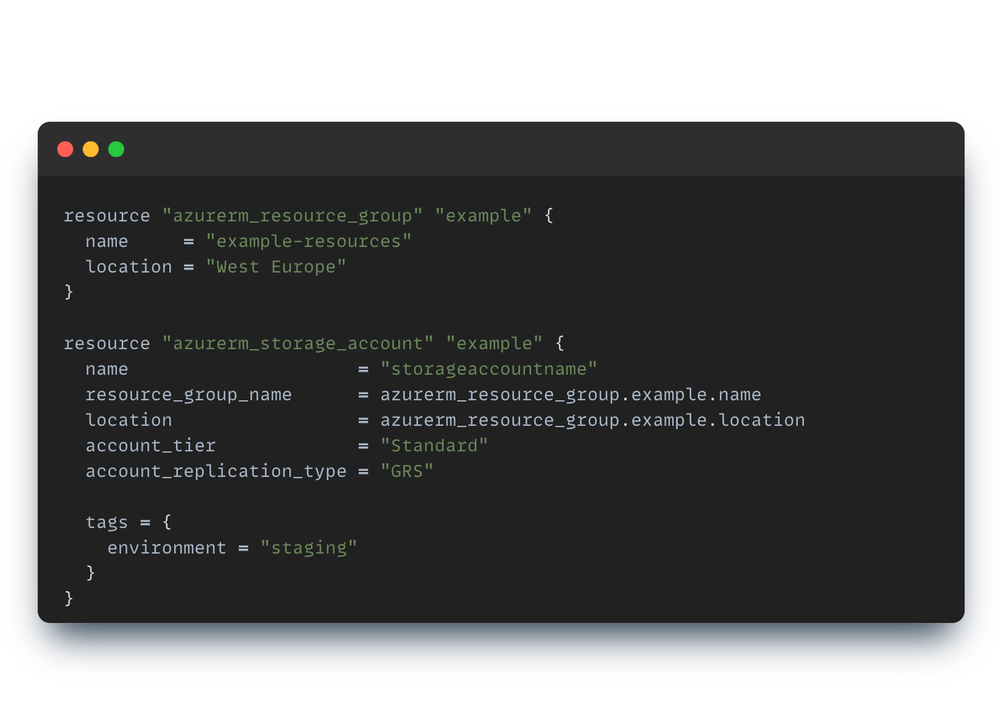 resource "azurerm_resource_group" "example" {
  name     = "example-resources"
  location = "West Europe"
}

resource "azurerm_storage_account" "example" {
  name                     = "storageaccountname"
  resource_group_name      = azurerm_resource_group.example.name
  location                 = azurerm_resource_group.example.location
  account_tier             = "Standard"
  account_replication_type = "GRS"

  tags = {
    environment = "staging"
  }
}